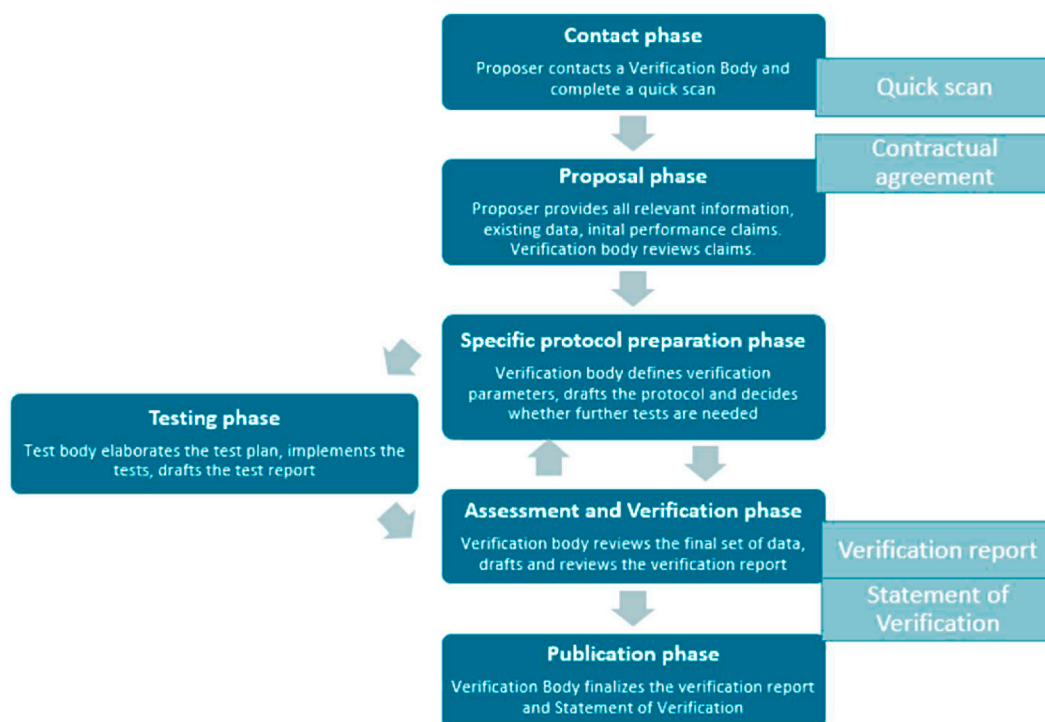 Contact phase
Proposer contacts a Verification Body and
complete a quick scan
Quick scan
Contractual
agreement
Proposal phase
Proposer provides all relevant information,
existing data, inital performance claims.
Verification body reviews claims.
Specific protocol preparation phase
Verification body defines verification
parameters, drafts the protocol and decides
whether further tests are needed
Testing phase
Test body elaborates the test plan, implements the
tests, drafts the test report
Assessment and Verification phase
Verification body reviews the final set of data,
drafts and reviews the verification report
Verification report
Statement of
Verification
Publication phase
Verification Body finalizes the verification report
and Statement of Verification